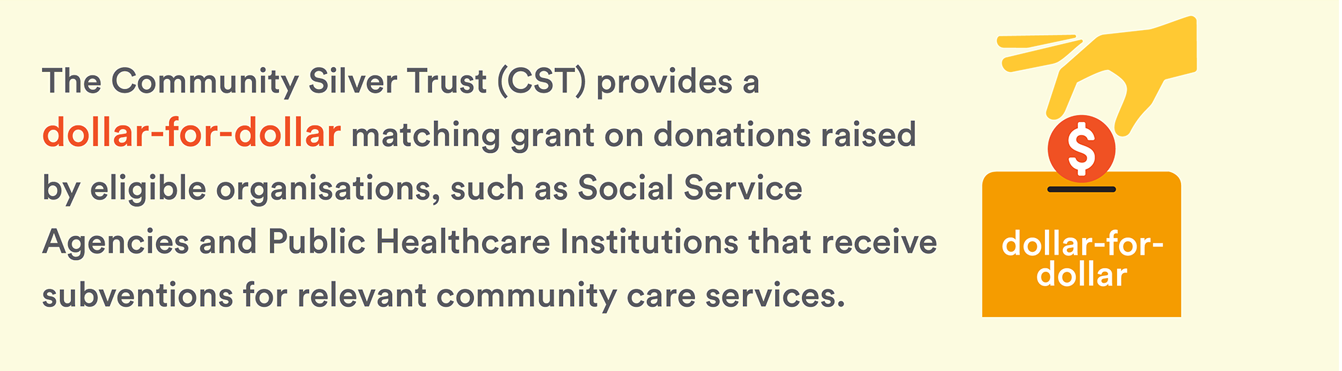 The Community Silver Trust (CST) provides a
dollar-for-dollar matching grant on donations raised
by eligible organisations, such as Social Service
Agencies and Public Healthcare Institutions that receive
subventions for relevant community care services.
$
dollar-for-
dollar